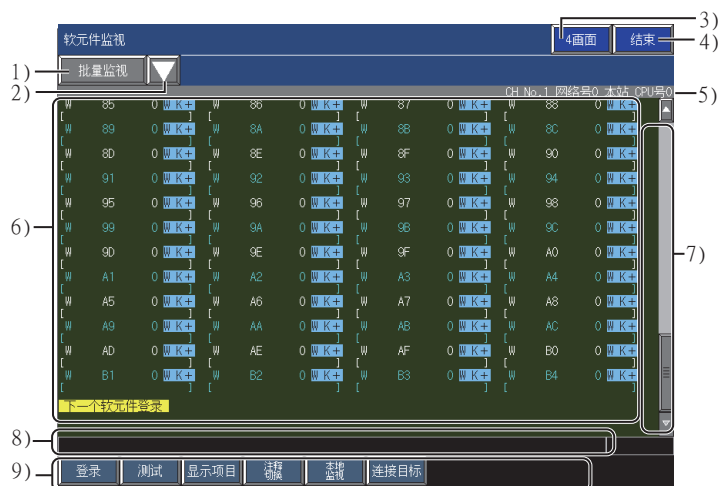 3)
软元件监视 4画面 结束 4)
1) 批量监视
2) CH No.1 网络号0 本站 CPU号0 5)
W 85 0 W K+ W 86 0 W K+ W 87 0 W K+ W 88 0 W K+
[ ] [ ] [ ] [ ]
W 89 0 W K+ W 8A 0 W K+ W 8B 0 W K+ W 8C 0 W K+
[ ] [ ] [ ] [ ]
W 8D 0 W K+ W 8E 0 W K+ W 8F 0 W K+ W 90 0 W K+
[ ] [ ] [ ] [ ]
W 91 0 W K+ W 92 0 W K+ W 93 0 W K+ W 94 0 W K+
[ ] [ ] [ ] [ ]
W 95 0 W K+ W 96 0 W K+ W 97 0 W K+ W 98 0 W K+
[ ] [ ] [ ] [ ]
6) W 99 0 W K+ W 9A 0 W K+ W 9B 0 W K+ W 9C 0 W K+
[ ] [ ] [ ] [ ]
W 9D 0 W K+ W 9E 0 W K+ W 9F 0 W K+ W A0 0 W K+ 7)
[ ] [ ] [ ] [ ]
W A1 0 W K+ W A2 0 W K+ W A3 0 W K+ W A4 0 W K+
[ ] [ ] [ ] [ ]
W A5 0 W K+ W A6 0 W K+ W A7 0 W K+ W A8 0 W K+
[ ] [ ] [ ] [ ]
W A9 0 W K+ W AA 0 W K+ W AB 0 W K+ W AC 0 W K+
[ ] [ ] [ ] [ ]
W AD 0 W K+ W AE 0 W K+ W AF 0 W K+ W B0 0 W K+
[ ] [ ] [ ] [ ]
W B1 0 W K+ W B2 0 W K+ W B3 0 W K+ W B4 0 W K+
[ ] [ ] [ ] [ ]
下一个软元件登录
8)
9) 登录 测试 显示项目 注释切换 本地监视 连接目标